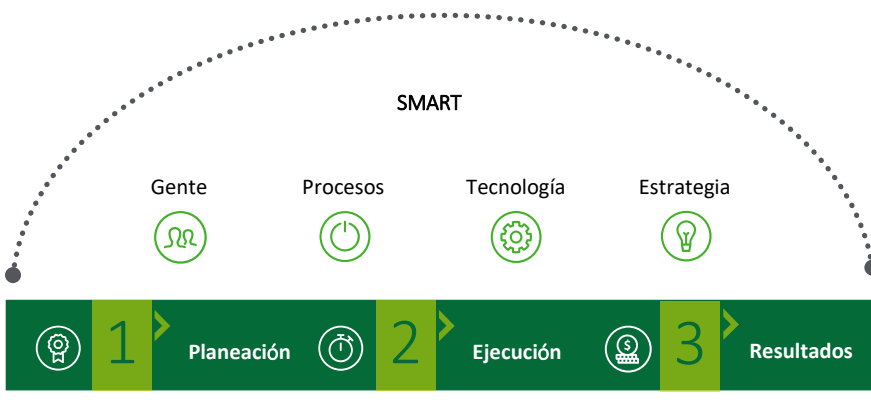 SMART
Gente Procesos Tecnología Estrategia
1 Planeación 2 Ejecución 3 Resultados